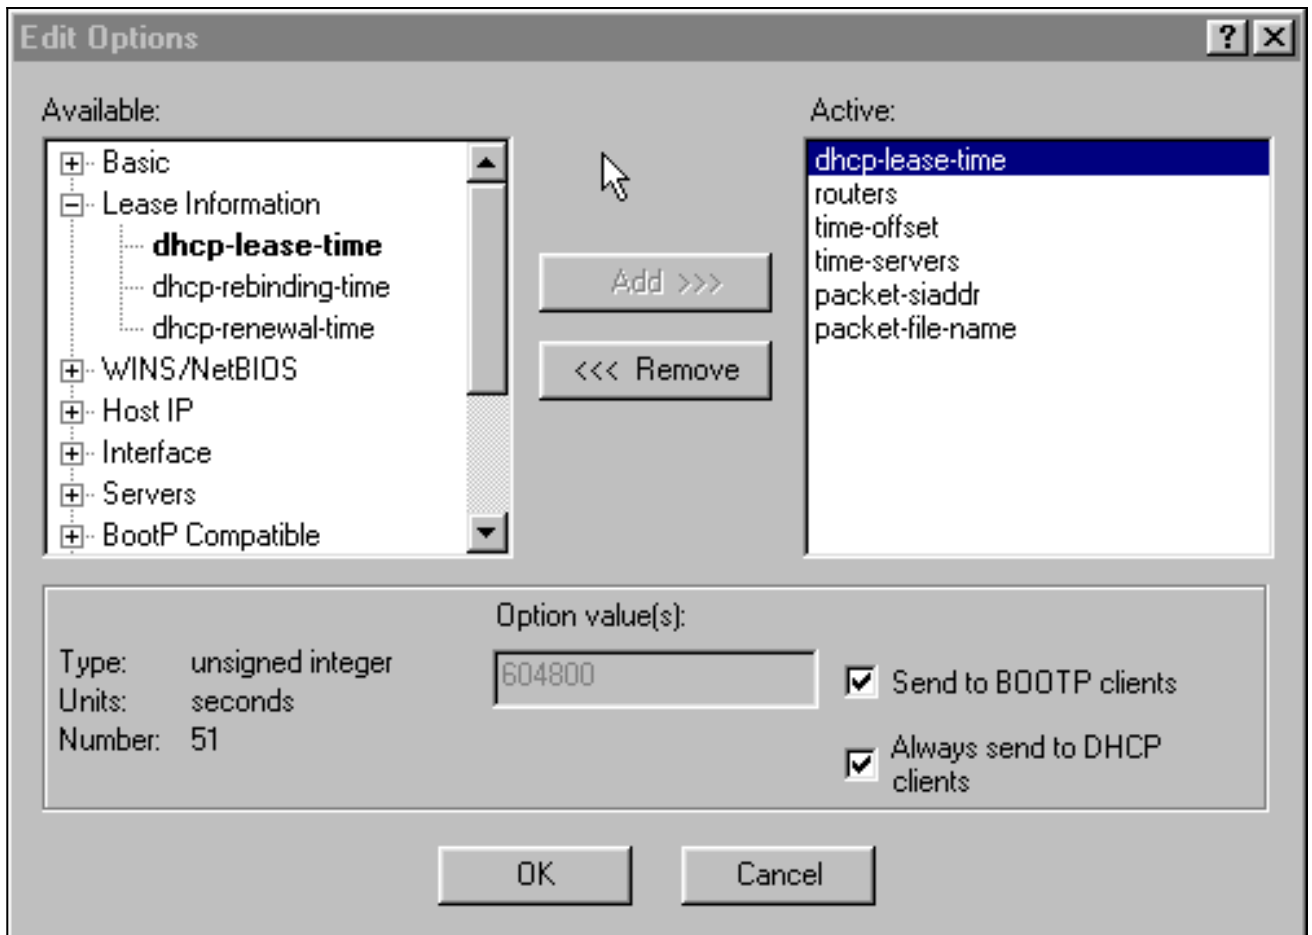 Edit Options
Available:
Basic
Lease Information
dhcp-lease-time
dhcp-rebinding-time
dhcp-renewal-time
WINS/NetBIOS
Host IP
Interface
Servers
BootP Compatible
Add >>>
<<< Remove
Active:
dhcp-lease-time
routers
time-offset
time-servers
packet-siaddr
packet-file-name
Type: unsigned integer
Units: seconds
Number: 51
Option value(s):
604800
Send to BOOTP clients
Always send to DHCP
clients
OK
Cancel